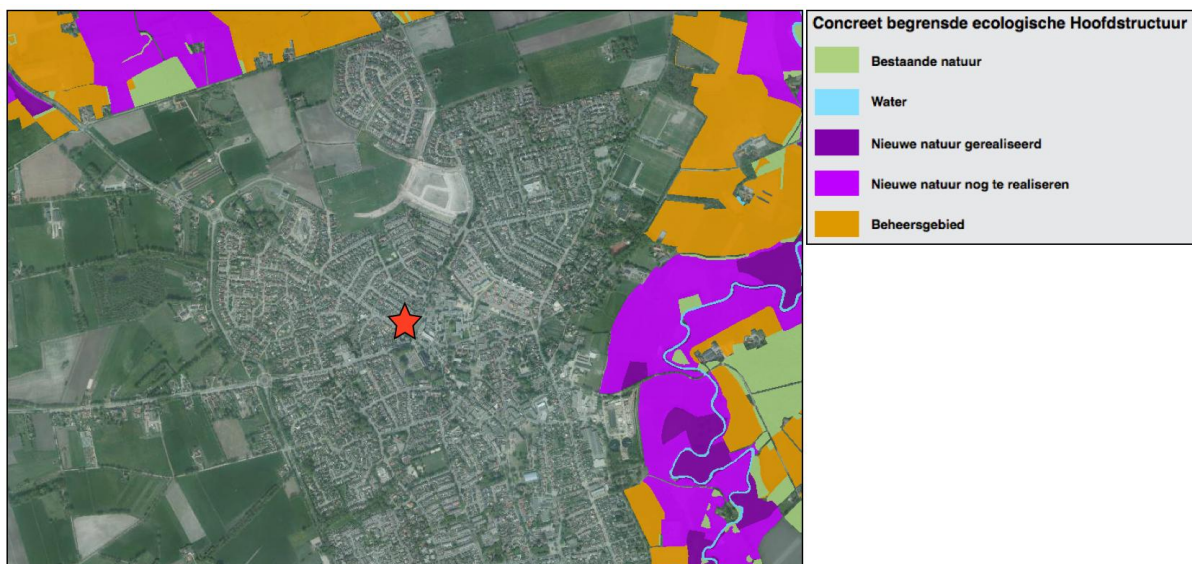 Concreet begrensde ecologische Hoofdstructuur
Bestaande natuur
Water
Nieuwe natuur gerealiseerd
Nieuwe natuur nog te realiseren
Beheersgebied